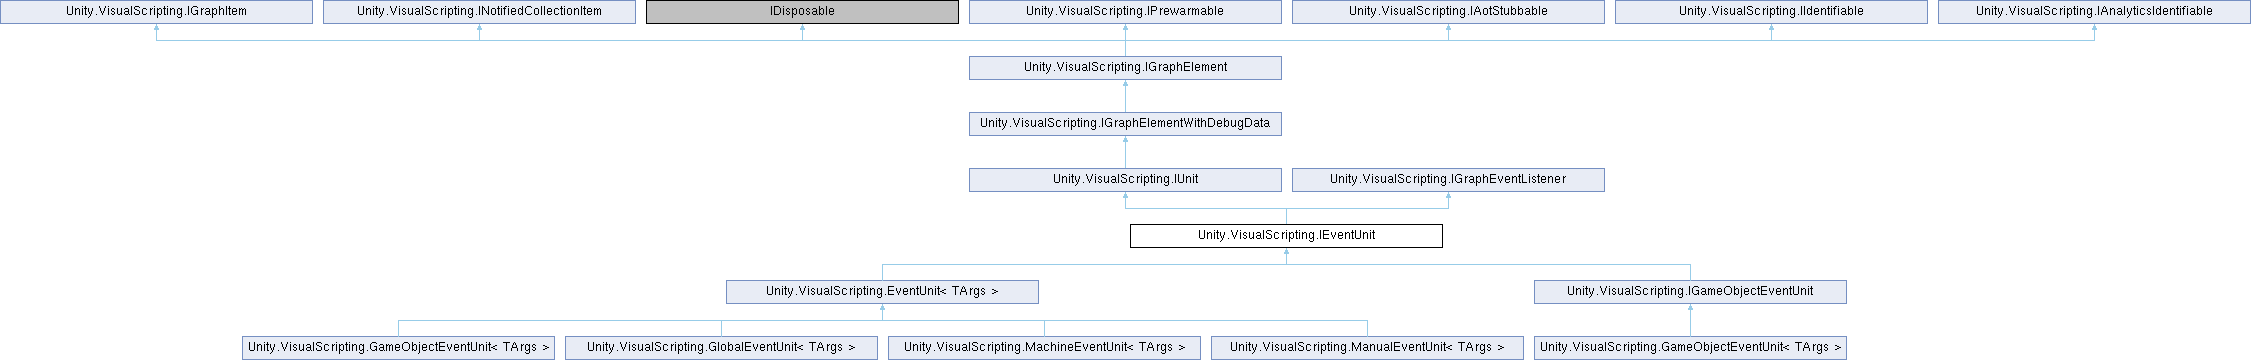 Unity.VisualScripting.IGraphItem
Unity.VisualScripting.INotifiedCollectionItem
IDisposable
Unity.VisualScripting.IPrewarmable
Unity.VisualScripting.IAotStubbable
Unity.VisualScripting.IIdentifiable
Unity.VisualScripting.IAnalyticsIdentifiable
Unity.VisualScripting.IGraphElement
Unity.VisualScripting.IGraphElementWithDebugData
Unity.VisualScripting.IUnit
Unity.VisualScripting.IGraphEventListener
Unity.VisualScripting.IEventUnit
Unity.VisualScripting.EventUnit< TArgs >
Unity.VisualScripting.IGameObjectEventUnit
Unity.VisualScripting.GameObjectEventUnit< TArgs >
Unity.VisualScripting.GlobalEventUnit< TArgs >
Unity.VisualScripting.MachineEventUnit< TArgs >
Unity.VisualScripting.ManualEventUnit< TArgs >
Unity.VisualScripting.GameObjectEventUnit< TArgs >